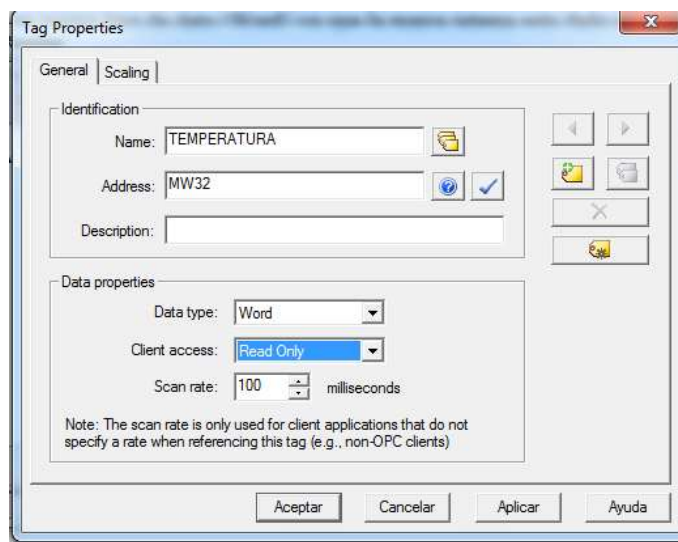 Tag Properties
General Scaling
Identification
Name: TEMPERATURA
Address: MW32
Description:
Data properties
Data type: Word
Client access: Read Only
Scan rate: 100 milliseconds
Note: The scan rate is only used for client applications that do not
specify a rate when referencing this tag (e.g., non-OPC clients)
Aceptar Cancelar Aplicar Ayuda